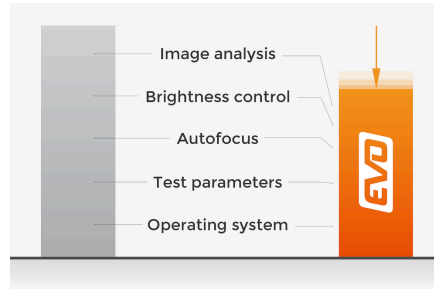 Image analysis
Brightness control
Autofocus
EVO
Test parameters
Operating system